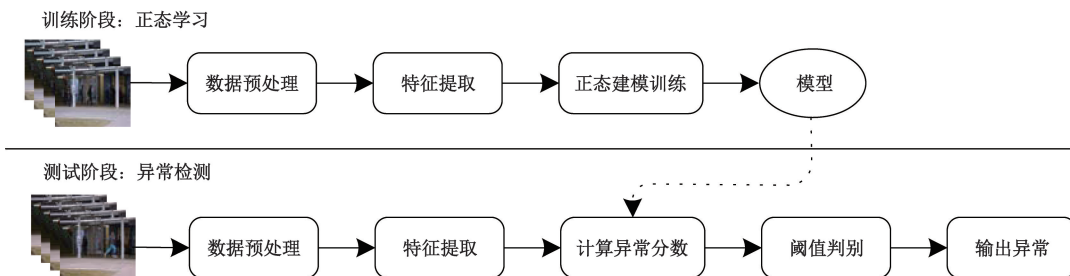 训练阶段：正态学习
数据预处理
特征提取
正态建模训练
模型
测试阶段：异常检测
数据预处理
特征提取
计算异常分数
阈值判别
输出异常